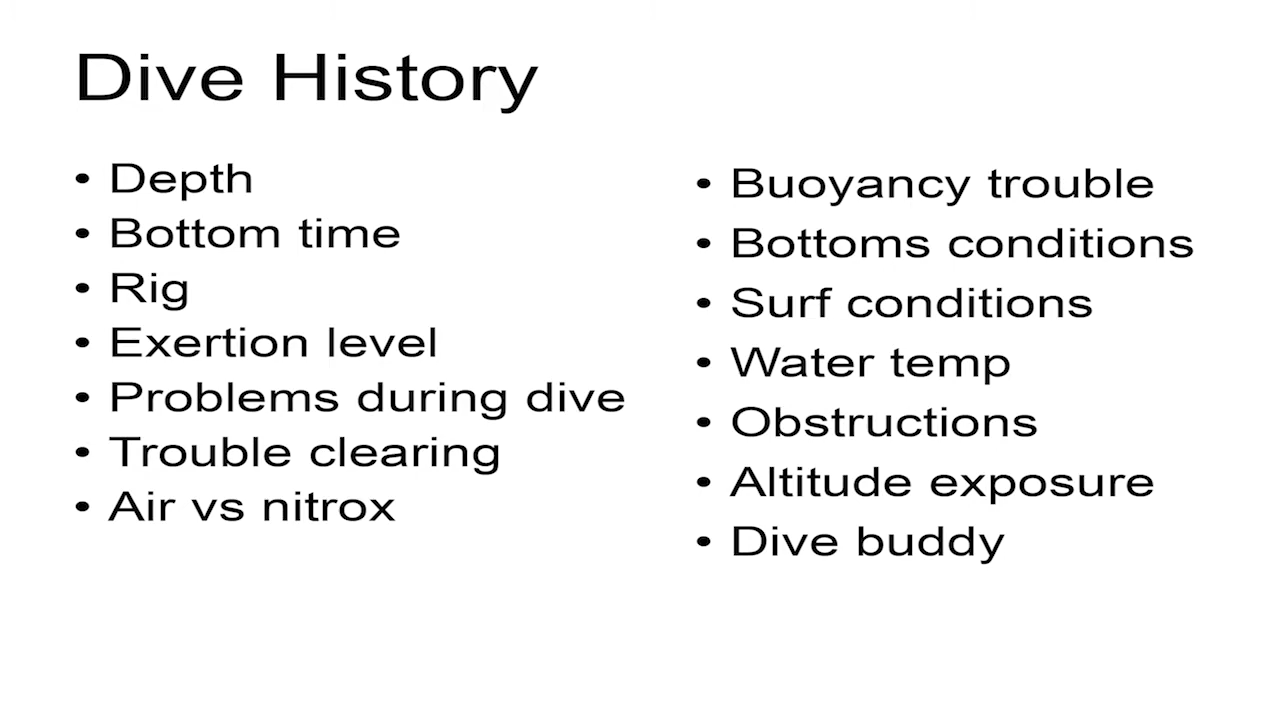 Dive History
• Depth
• Bottom time
• Rig
• Exertion level
• Problems during dive
• Trouble clearing
• Air vs nitrox
• Buoyancy trouble
• Bottoms conditions
• Surf conditions
• Water temp
• Obstructions
• Altitude exposure
• Dive buddy